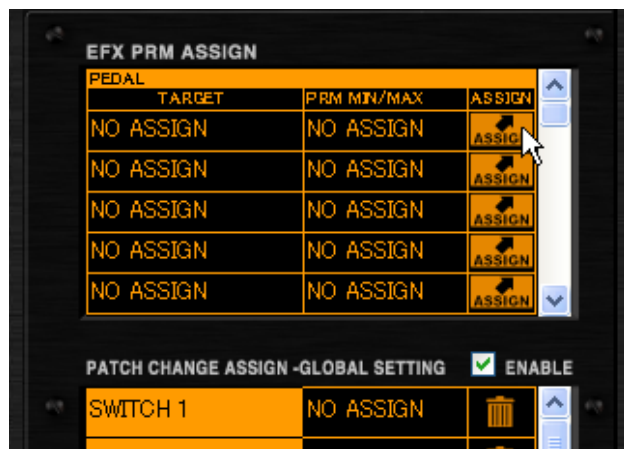 EFX PRM ASSIGN
PEDAL
TARGET PRM MIN/MAX ASSIGN
NO ASSIGN NO ASSIGN ASSIG
NO ASSIGN NO ASSIGN ASSIGN
NO ASSIGN NO ASSIGN ASSIGN
NO ASSIGN NO ASSIGN ASSIGN
NO ASSIGN NO ASSIGN ASSIGN
PATCH CHANGE ASSIGN -GLOBAL SETTING ENABLE
SWITCH 1 NO ASSIGN